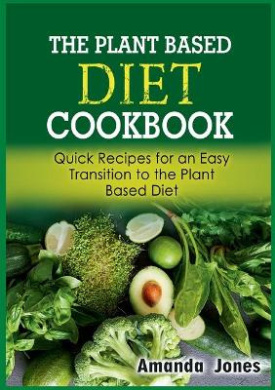 THE PLANT BASED
DIET
COOKBOOK
Quick Recipes for an Easy
Transition to the Plant
Based Diet
Amanda Jones